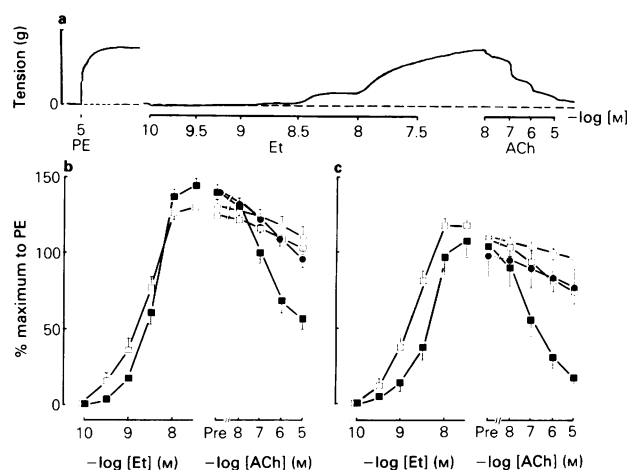 a
Tension (g)
0
5
PE
10 9.5 9 8.5 8 7.5
Et
8 7 6 5
ACh
−log [M]
b
% maximum to PE
150
100
50
0
10 9 8
−log [Et] (M)
Pre 8 7 6 5
−log [ACh] (M)
c
10 9 8
−log [Et] (M)
Pre 8 7 6 5
−log [ACh] (M)